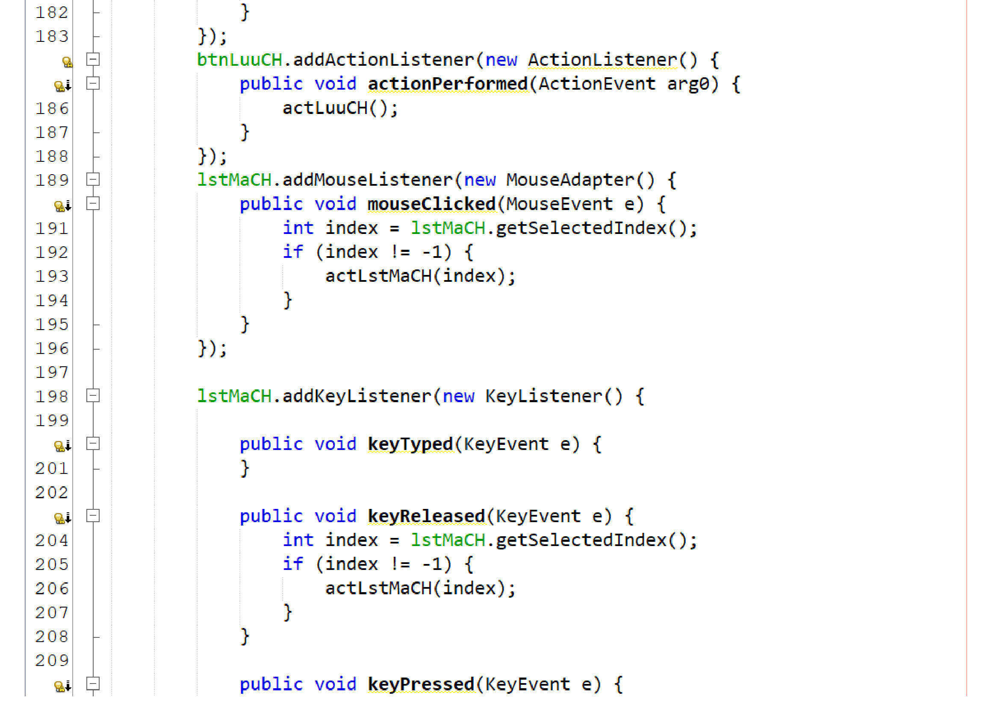 182 }
183 });
btnLuuCH.addActionListener(new ActionListener() {
public void actionPerformed(ActionEvent arg0) {
186 actLuuCH();
187 }
188 });
189 lstMaCH.addMouseListener(new MouseAdapter() {
public void mouseClicked(MouseEvent e) {
191 int index = lstMaCH.getSelectedIndex();
192 if (index != -1) {
193 actLstMaCH(index);
194 }
195 }
196 });
197
198 lstMaCH.addKeyListener(new KeyListener() {
199
public void keyTyped(KeyEvent e) {
201 }
202
public void keyReleased(KeyEvent e) {
204 int index = lstMaCH.getSelectedIndex();
205 if (index != -1) {
206 actLstMaCH(index);
207 }
208 }
209
public void keyPressed(KeyEvent e) {